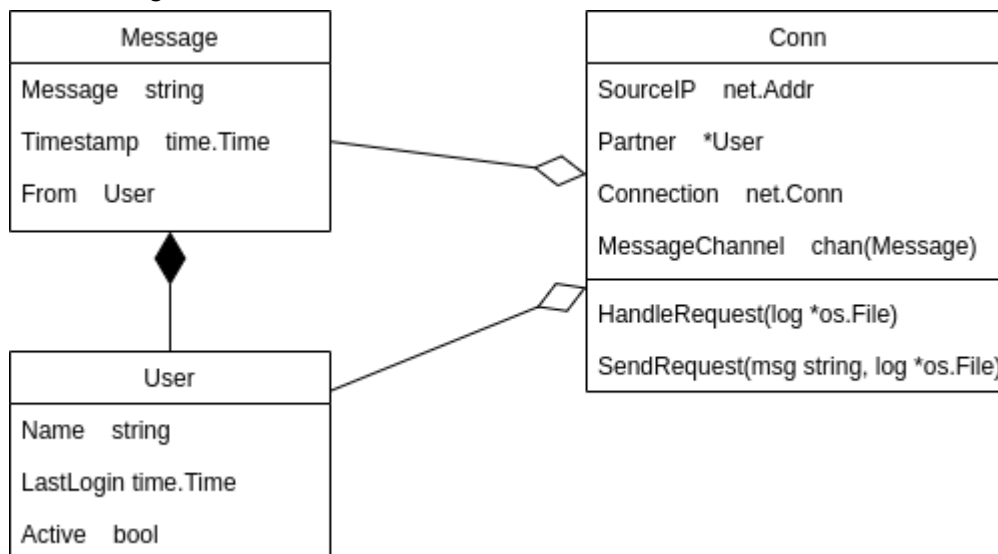 Message
Message string
Timestamp time.Time
From User
Conn
SourceIP net.Addr
Partner *User
Connection net.Conn
MessageChannel chan(Message)
HandleRequest(log *os.File)
SendRequest(msg string, log *os.File)
User
Name string
LastLogin time.Time
Active bool